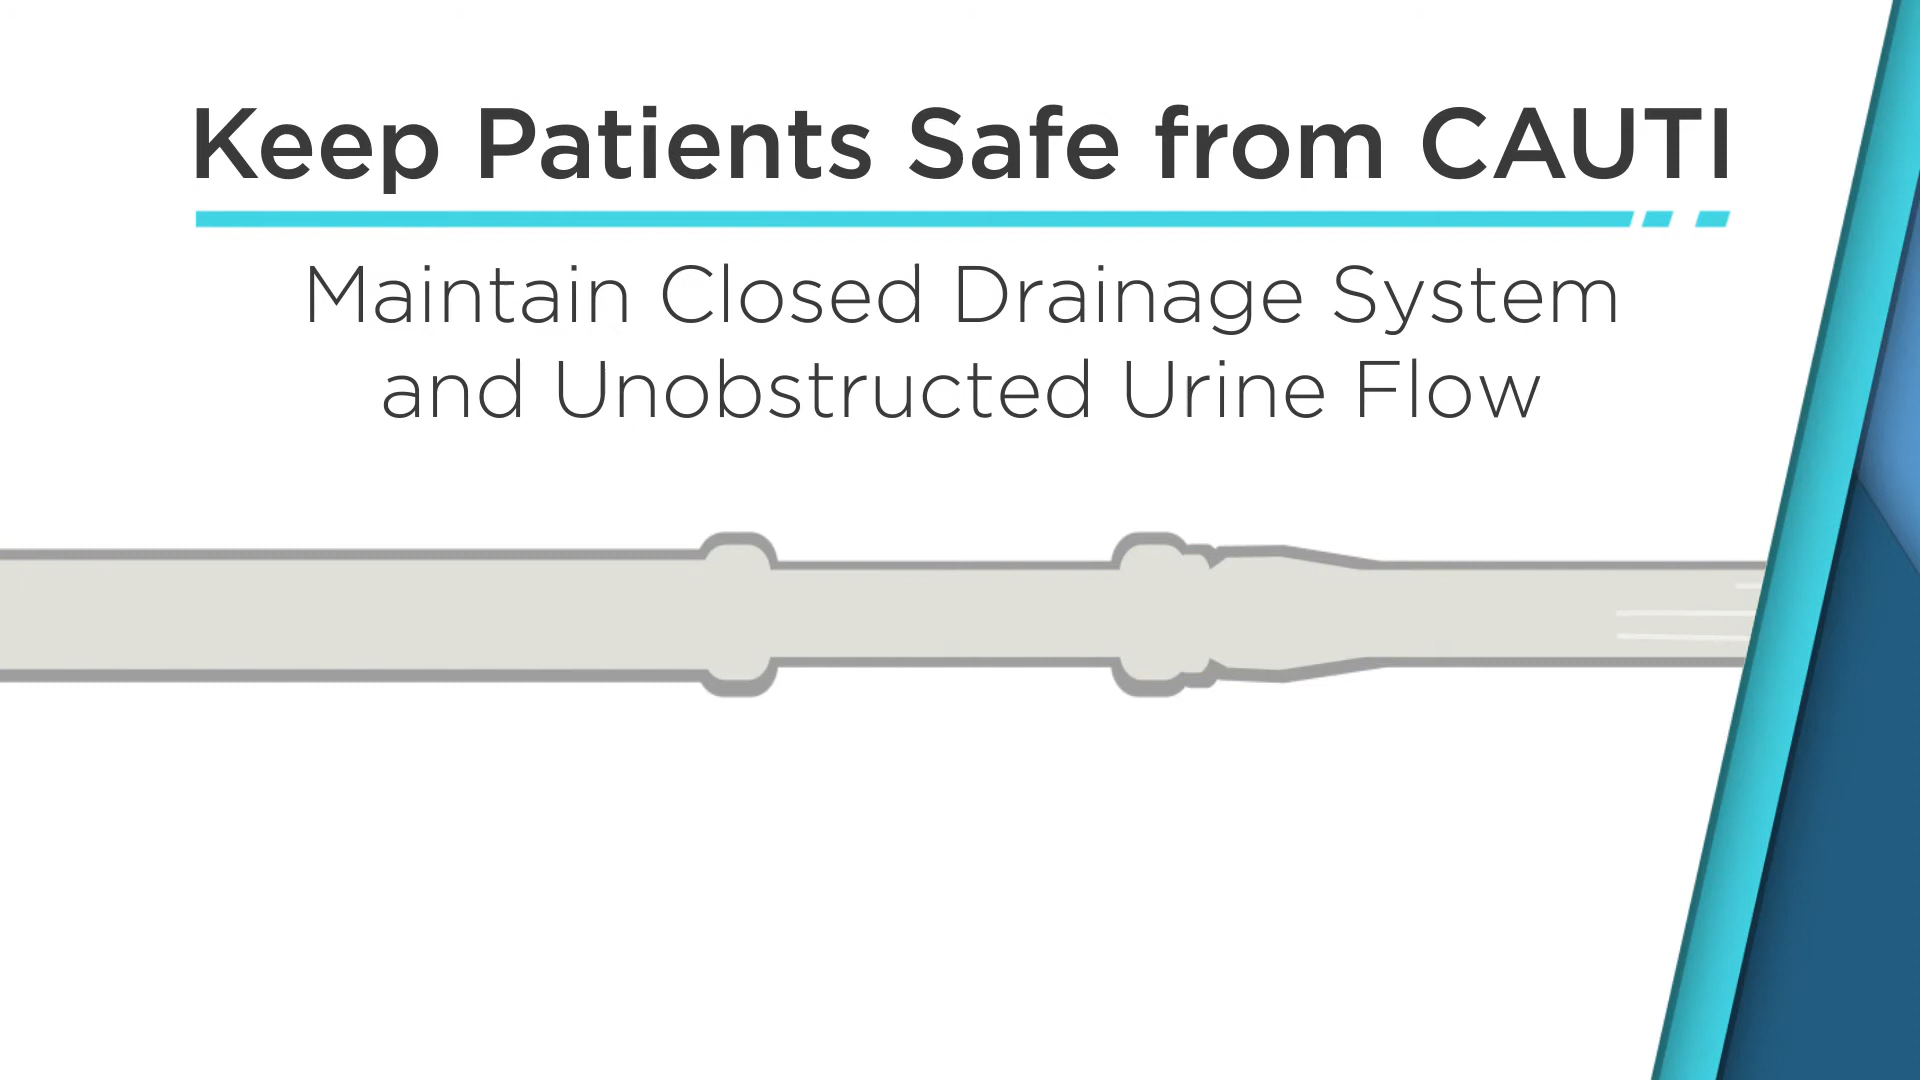 Keep Patients Safe from CAUTI
Maintain Closed Drainage System
and Unobstructed Urine Flow